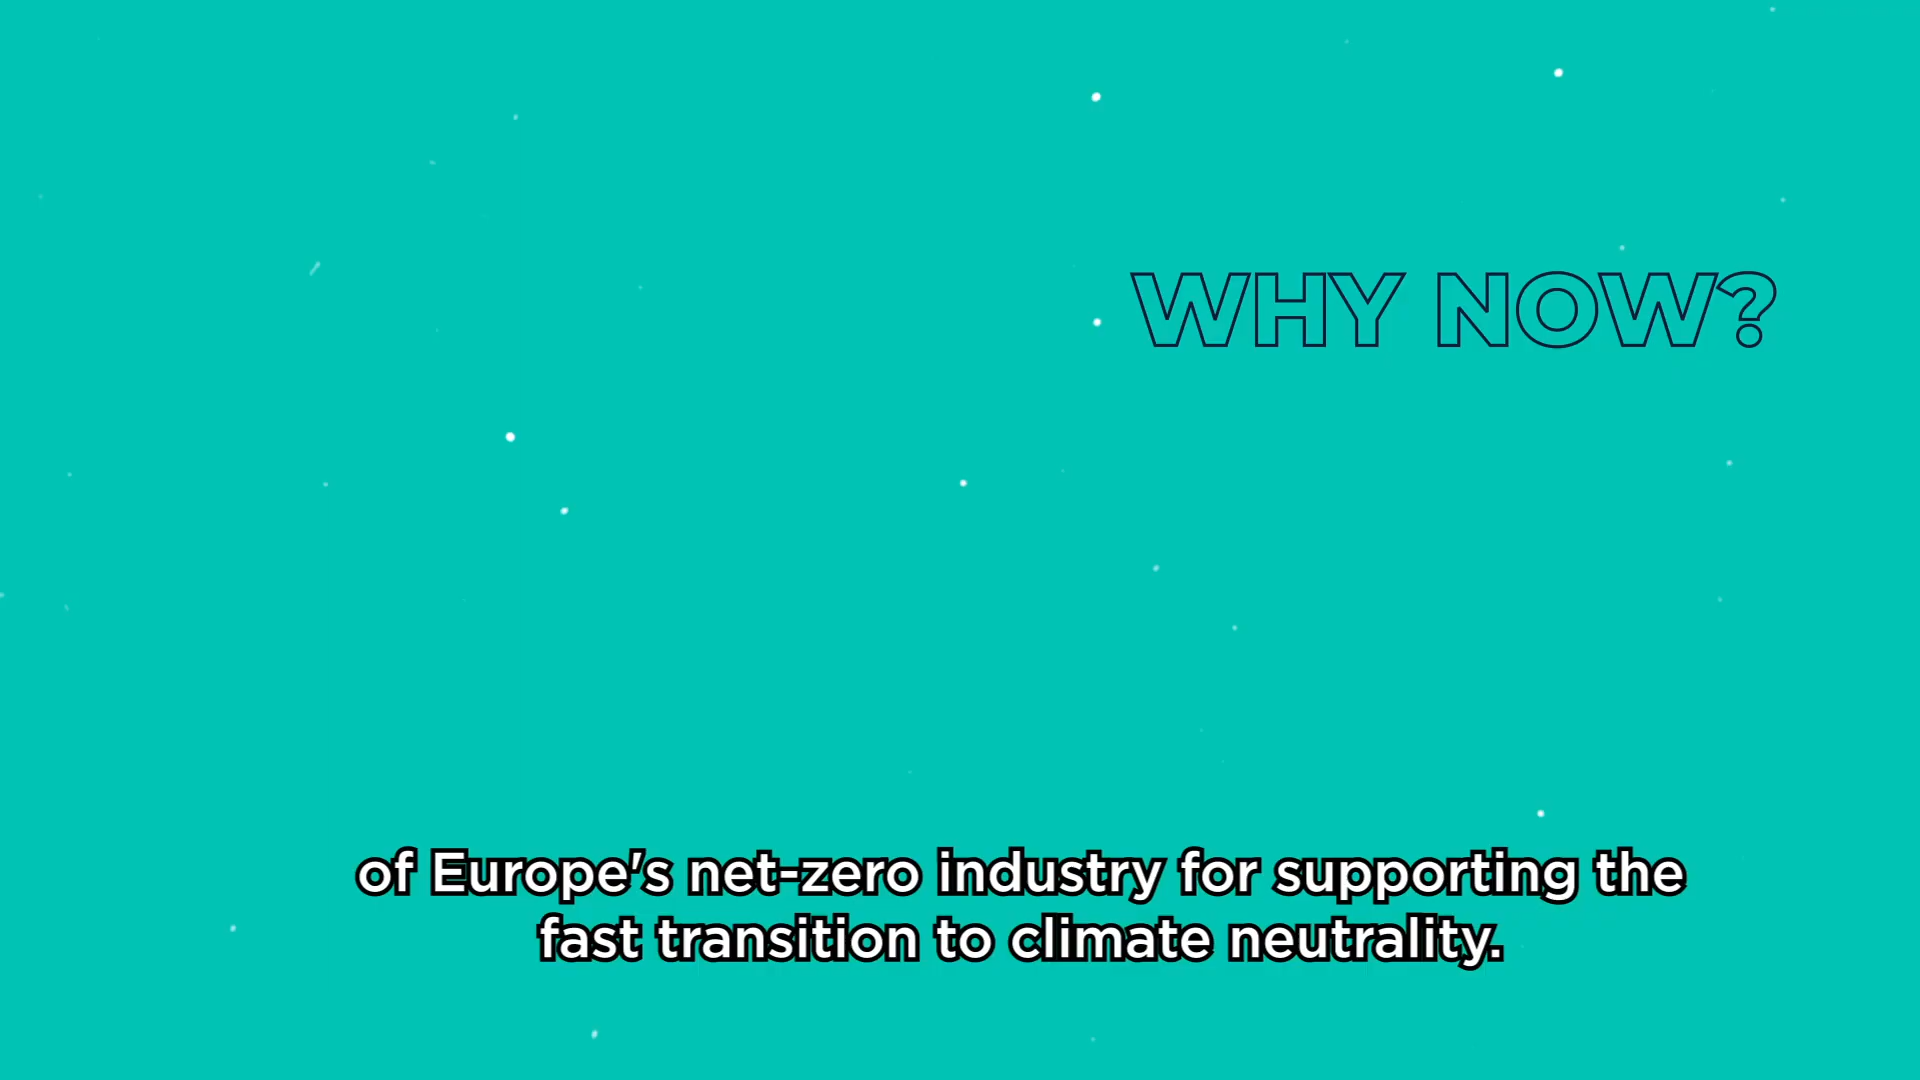 WHY NOW?
of Europe's net-zero industry for supporting the
fast transition to climate neutrality.